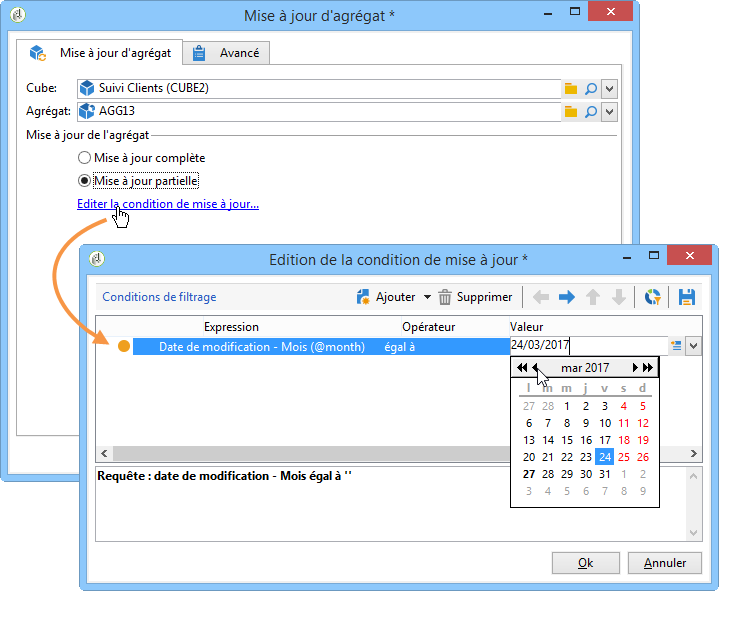 Mise à jour d'agrégat *
Mise à jour d'agrégat
Avancé
Cube: Suivi Clients (CUBE2)
Agrégat: AGG13
Mise à jour de l'agrégat
Mise à jour complète
Mise à jour partielle
Editer la condition de mise à jour...
Edition de la condition de mise à jour *
Conditions de filtrage Ajouter Supprimer
Expression Opérateur Valeur
Date de modification - Mois (@month) égal à 24/03/2017
mar 2017
l m m j v s d
27 28 1 2 3 4 5
6 7 8 9 10 11 12
13 14 15 16 17 18 19
20 21 22 23 24 25 26
27 28 29 30 31 1 2
3 4 5 6 7 8 9
Requête : date de modification - Mois égal à ''
Ok Annuler